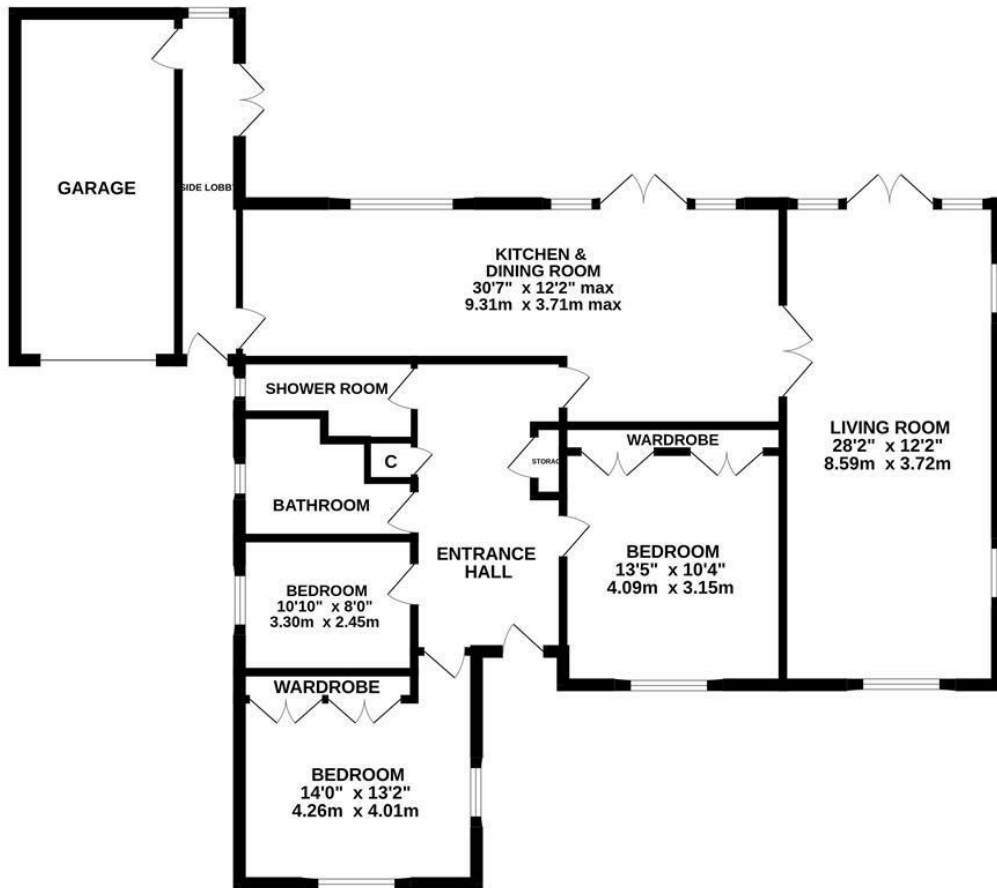 GARAGE
SIDE LOBBY
KITCHEN &
DINING ROOM
30'7" x 12'2" max
9.31m x 3.71m max
SHOWER ROOM
C
BATHROOM
STORAGE
WARDROBE
LIVING ROOM
28'2" x 12'2"
8.59m x 3.72m
ENTRANCE
HALL
BEDROOM
13'5" x 10'4"
4.09m x 3.15m
BEDROOM
10'10" x 8'0"
3.30m x 2.45m
WARDROBE
BEDROOM
14'0" x 13'2"
4.26m x 4.01m